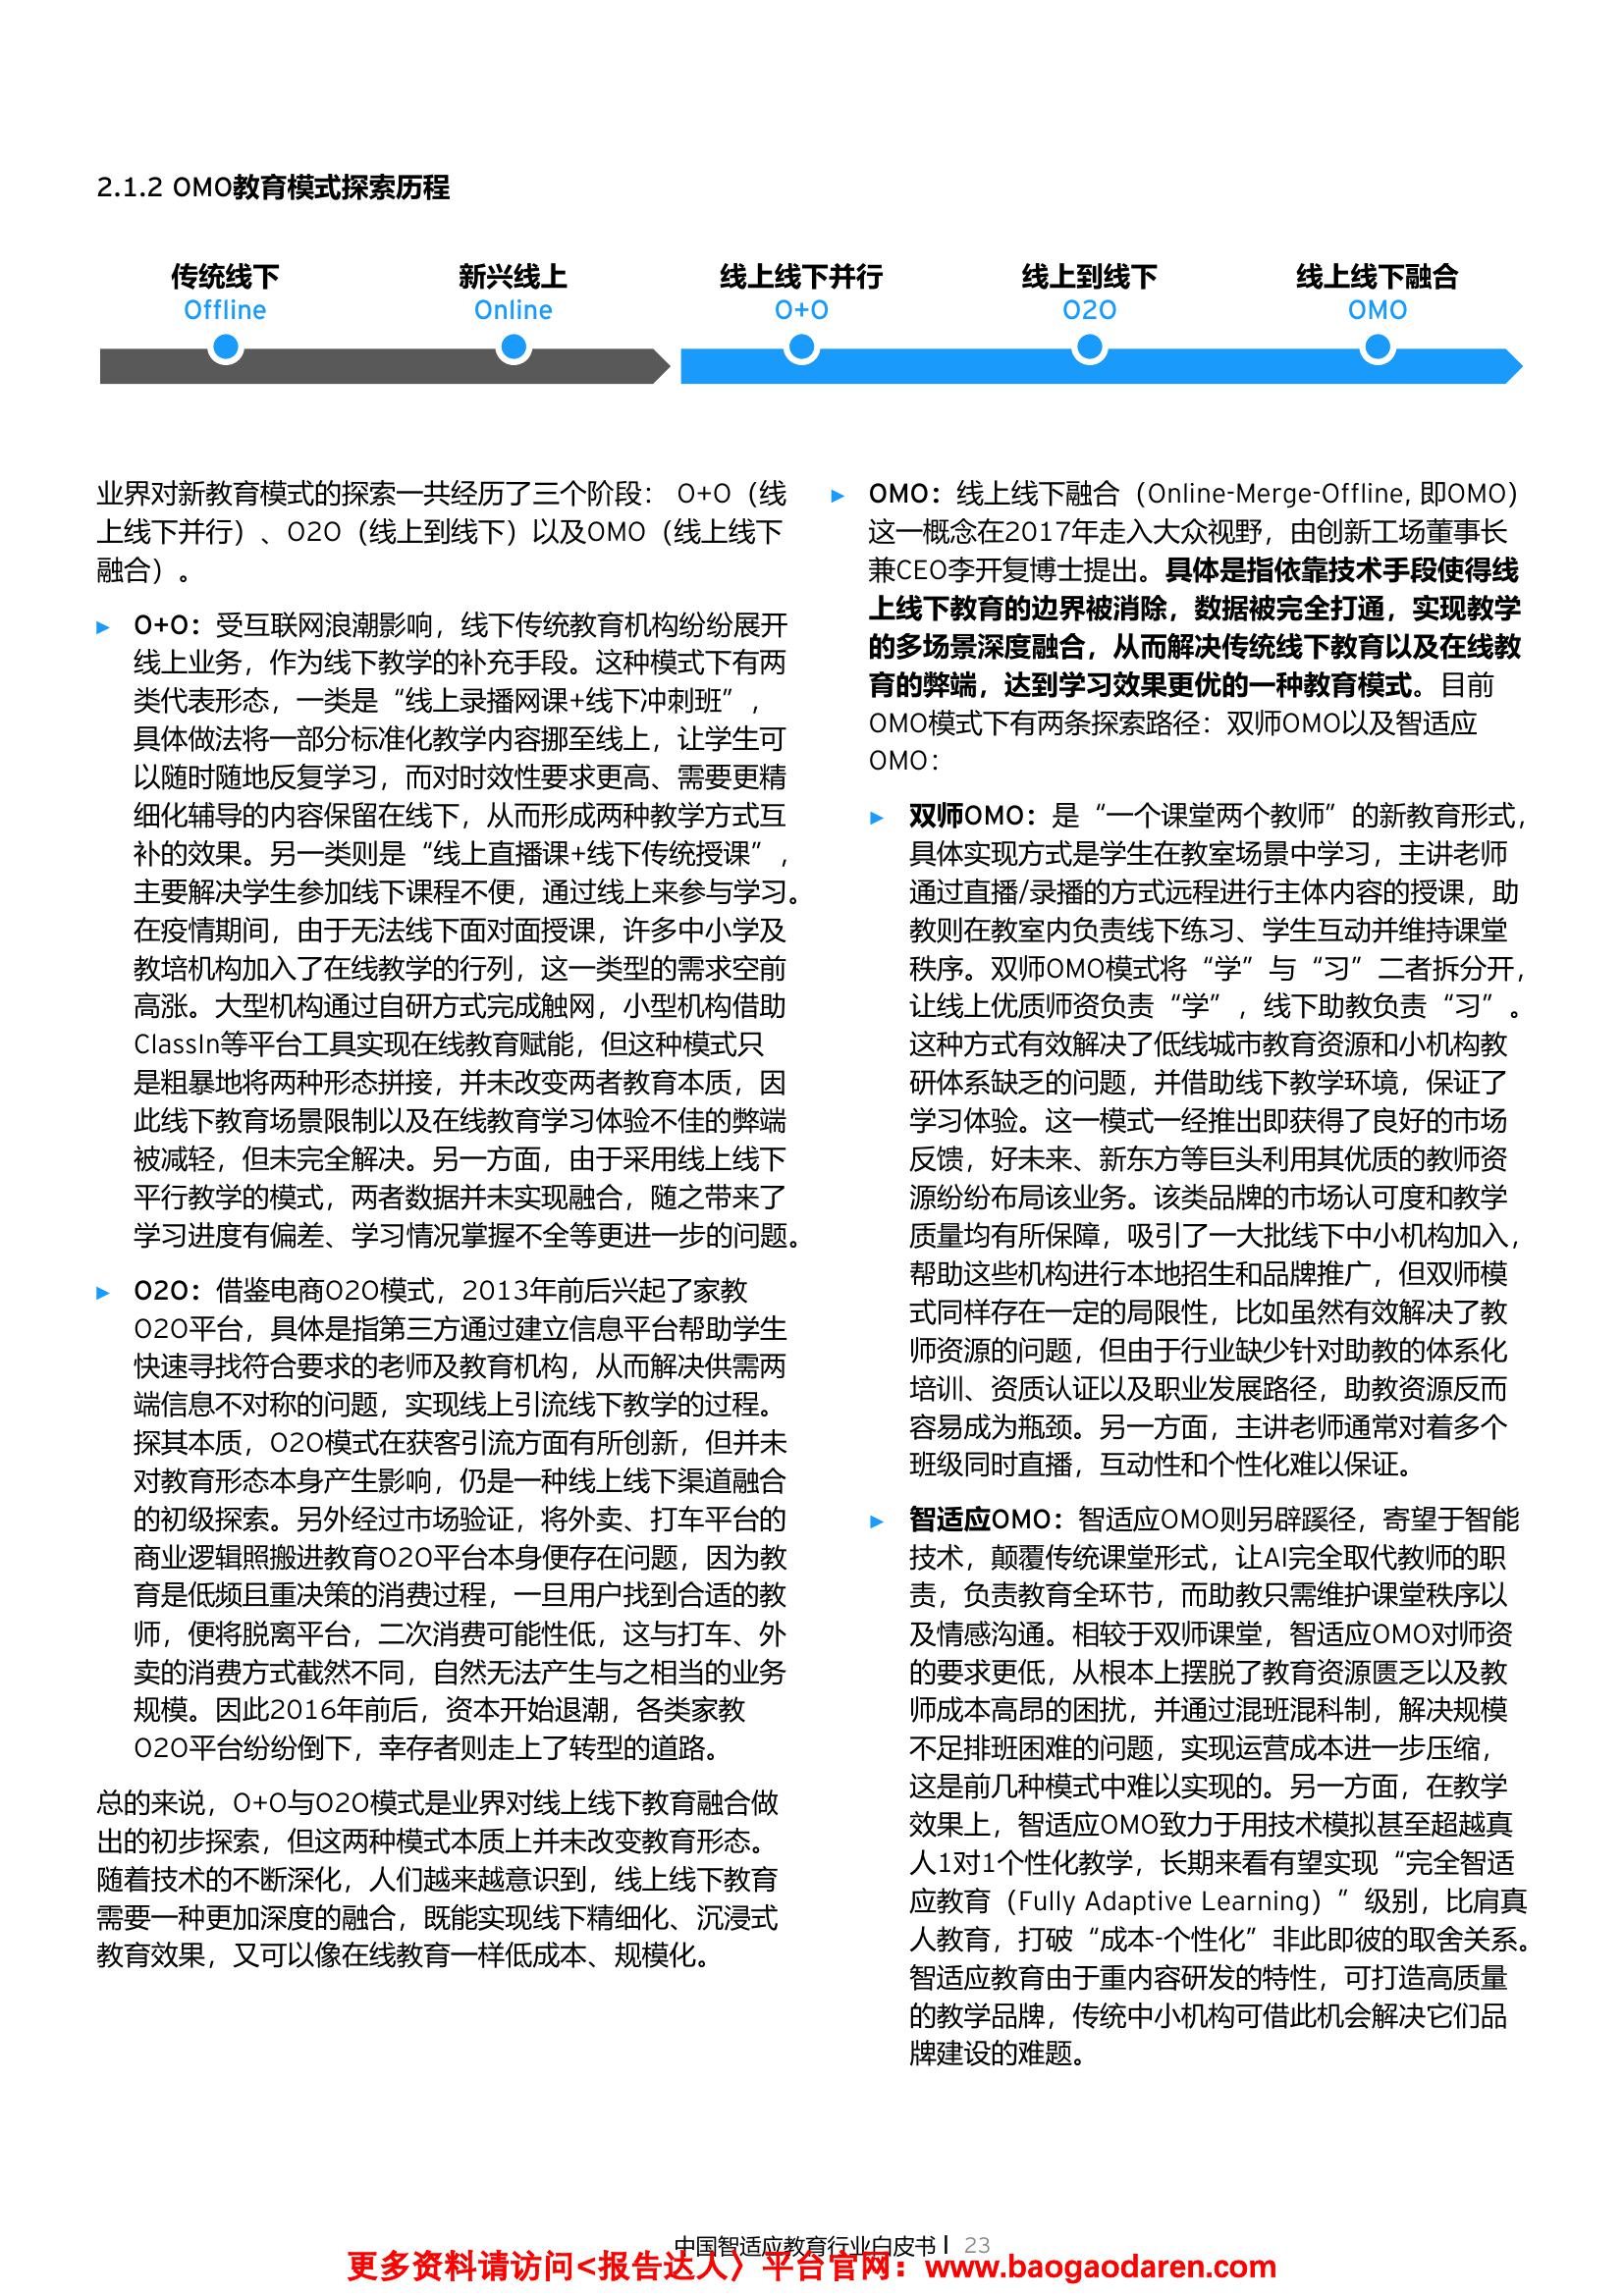 2.1.2 OMO教育模式探索历程
传统线下
Offline
新兴线上
Online
线上线下并行
O+O
线上到线下
O2O
线上线下融合
OMO
业界对新教育模式的探索一共经历了三个阶段： O+O（线
上线下并行）、O2O（线上到线下）以及OMO（线上线下
融合）。
► O+O：受互联网浪潮影响，线下传统教育机构纷纷展开
线上业务，作为线下教学的补充手段。这种模式下有两
类代表形态，一类是“线上录播网课+线下冲刺班”，
具体做法将一部分标准化教学内容挪至线上，让学生可
以随时随地反复学习，而对时效性要求更高、需要更精
细化辅导的内容保留在线下，从而形成两种教学方式互
补的效果。另一类则是“线上直播课+线下传统授课”，
主要解决学生参加线下课程不便，通过线上来参与学习。
在疫情期间，由于无法线下面对面授课，许多中小学及
教培机构加入了在线教学的行列，这一类型的需求空前
高涨。大型机构通过自研方式完成触网，小型机构借助
ClassIn等平台工具实现在线教育赋能，但这种模式只
是粗暴地将两种形态拼接，并未改变两者教育本质，因
此线下教育场景限制以及在线教育学习体验不佳的弊端
被减轻，但未完全解决。另一方面，由于采用线上线下
平行教学的模式，两者数据并未实现融合，随之带来了
学习进度有偏差、学习情况掌握不全等更进一步的问题。
► O2O：借鉴电商O2O模式，2013年前后兴起了家教
O2O平台，具体是指第三方通过建立信息平台帮助学生
快速寻找符合要求的老师及教育机构，从而解决供需两
端信息不对称的问题，实现线上引流线下教学的过程。
探其本质，O2O模式在获客引流方面有所创新，但并未
对教育形态本身产生影响，仍是一种线上线下渠道融合
的初级探索。另外经过市场验证，将外卖、打车平台的
商业逻辑照搬进教育O2O平台本身便存在问题，因为教
育是低频且重决策的消费过程，一旦用户找到合适的教
师，便将脱离平台，二次消费可能性低，这与打车、外
卖的消费方式截然不同，自然无法产生与之相当的业务
规模。因此2016年前后，资本开始退潮，各类家教
O2O平台纷纷倒下，幸存者则走上了转型的道路。
总的来说，O+O与O2O模式是业界对线上线下教育融合做
出的初步探索，但这两种模式本质上并未改变教育形态。
随着技术的不断深化，人们越来越意识到，线上线下教育
需要一种更加深度的融合，既能实现线下精细化、沉浸式
教育效果，又可以像在线教育一样低成本、规模化。
► OMO：线上线下融合（Online-Merge-Offline, 即OMO）
这一概念在2017年走入大众视野，由创新工场董事长
兼CEO李开复博士提出。具体是指依靠技术手段使得线
上线下教育的边界被消除，数据被完全打通，实现教学
的多场景深度融合，从而解决传统线下教育以及在线教
育的弊端，达到学习效果更优的一种教育模式。目前
OMO模式下有两条探索路径：双师OMO以及智适应
OMO：
► 双师OMO：是“一个课堂两个教师”的新教育形式，
具体实现方式是学生在教室场景中学习，主讲老师
通过直播/录播的方式远程进行主体内容的授课，助
教则在教室内负责线下练习、学生互动并维持课堂
秩序。双师OMO模式将“学”与“习”二者拆分开，
让线上优质师资负责“学”，线下助教负责“习”。
这种方式有效解决了低线城市教育资源和小机构教
研体系缺乏的问题，并借助线下教学环境，保证了
学习体验。这一模式一经推出即获得了良好的市场
反馈，好未来、新东方等巨头利用其优质的教师资
源纷纷布局该业务。该类品牌的市场认可度和教学
质量均有所保障，吸引了一大批线下中小机构加入，
帮助这些机构进行本地招生和品牌推广，但双师模
式同样存在一定的局限性，比如虽然有效解决了教
师资源的问题，但由于行业缺少针对助教的体系化
培训、资质认证以及职业发展路径，助教资源反而
容易成为瓶颈。另一方面，主讲老师通常对着多个
班级同时直播，互动性和个性化难以保证。
► 智适应OMO：智适应OMO则另辟蹊径，寄望于智能
技术，颠覆传统课堂形式，让AI完全取代教师的职
责，负责教育全环节，而助教只需维护课堂秩序以
及情感沟通。相较于双师课堂，智适应OMO对师资
的要求更低，从根本上摆脱了教育资源匮乏以及教
师成本高昂的困扰，并通过混班混科制，解决规模
不足排班困难的问题，实现运营成本进一步压缩，
这是前几种模式中难以实现的。另一方面，在教学
效果上，智适应OMO致力于用技术模拟甚至超越真
人1对1个性化教学，长期来看有望实现“完全智适
应教育（Fully Adaptive Learning）”级别，比肩真
人教育，打破“成本-个性化”非此即彼的取舍关系。
智适应教育由于重内容研发的特性，可打造高质量
的教学品牌，传统中小机构可借此机会解决它们品
牌建设的难题。
中国智适应教育行业白皮书 | 23
更多资料请访问<报告达人〉平台官网：www.baogaodaren.com